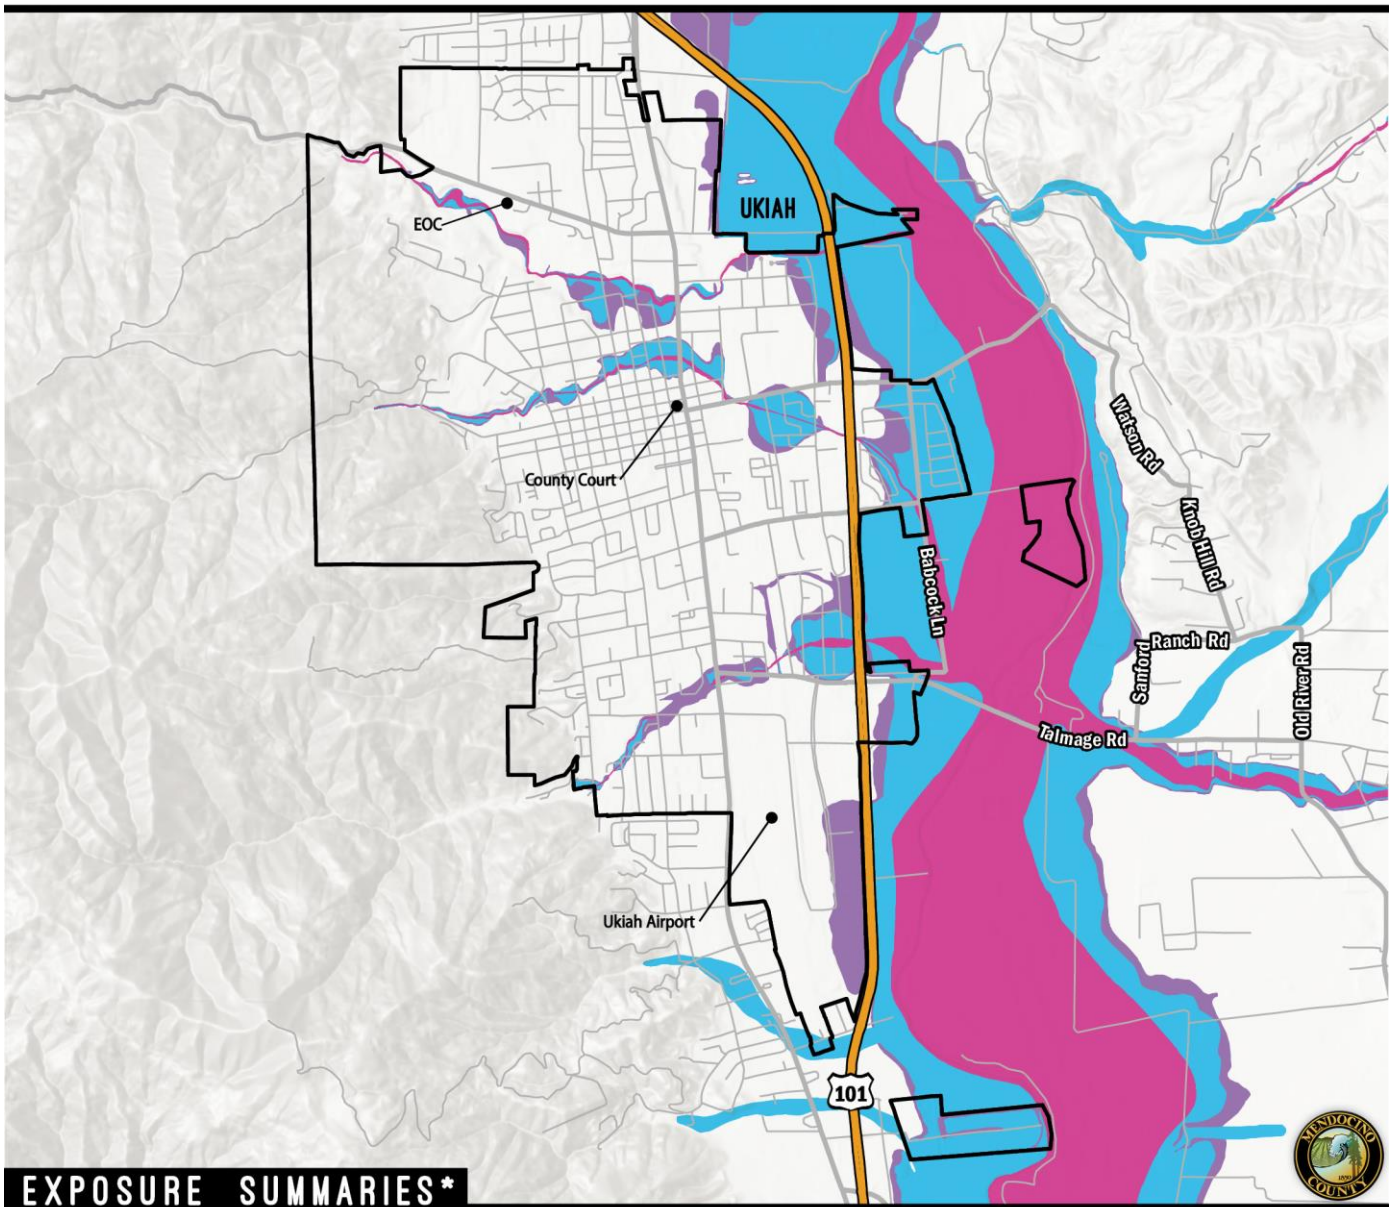 UKIAH
EOC
County Court
Watson Rd
Knob Hill Rd
Babcock Ln
Sanford
Ranch Rd
Old River Rd
Talmage Rd
Ukiah Airport
101
MENDOCINO
1850
COUNTY
EXPOSURE SUMMARIES*